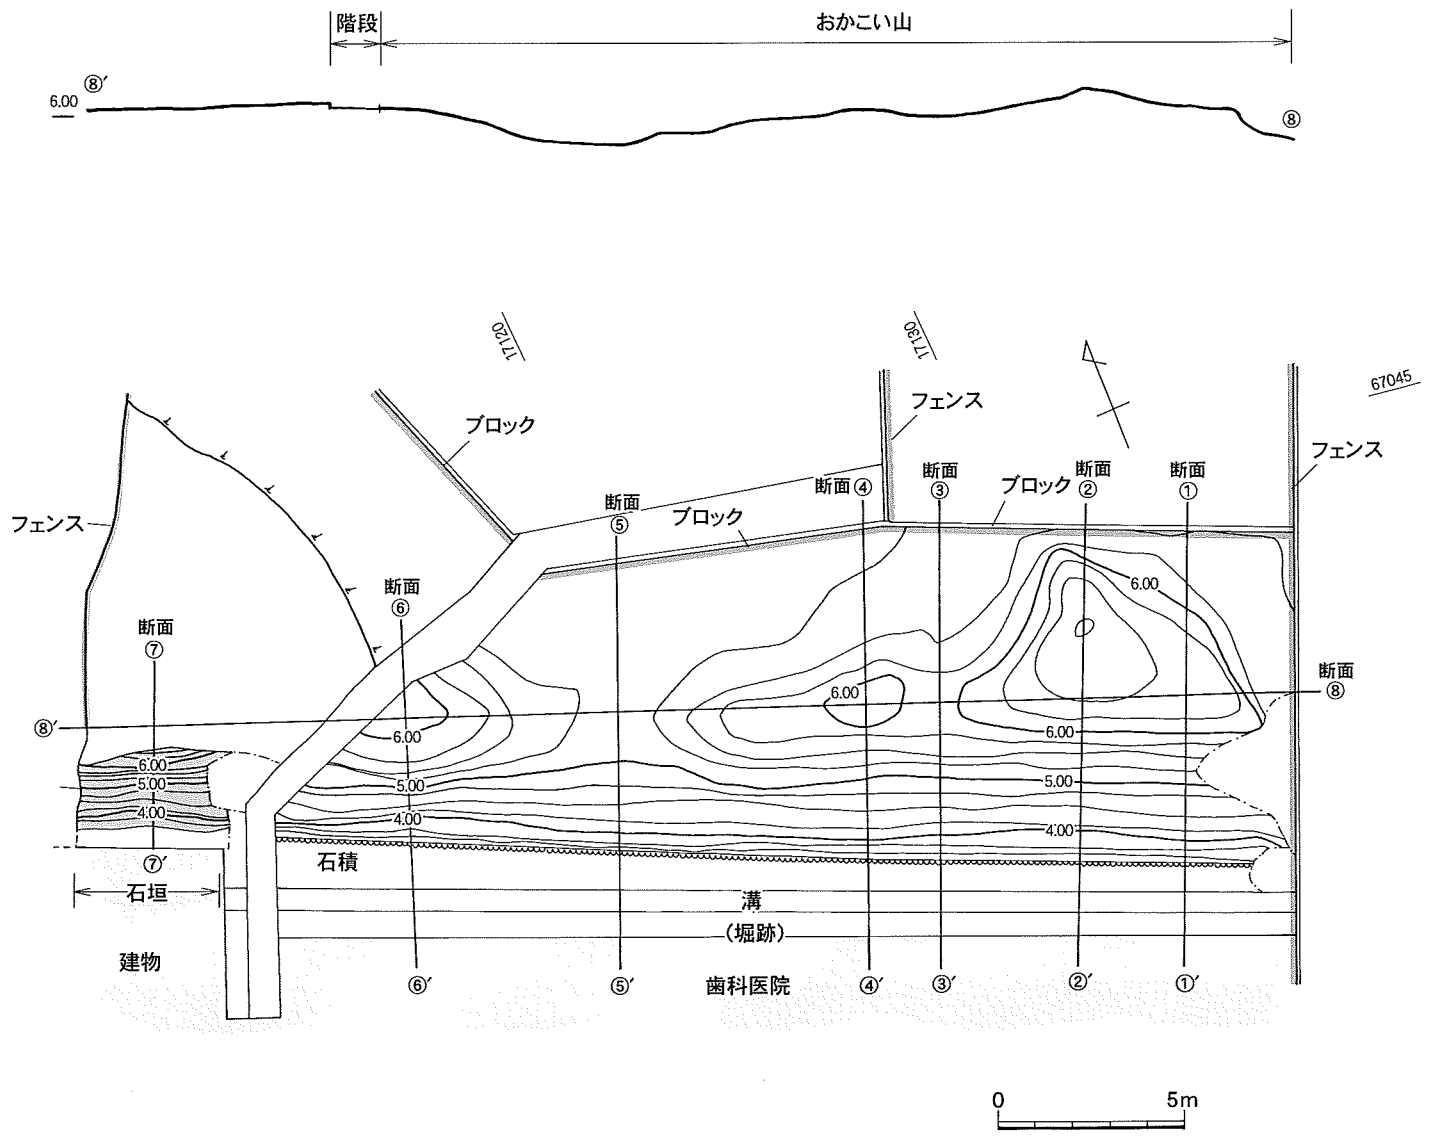 階段
おかこい山
⑧′
6.00
⑧
17120
17130
67045
ブロック
フェンス
フェンス
断面
④
断面
③
ブロック
断面
②
断面
①
断面
⑤
ブロック
フェンス
断面
⑥
断面
⑦
6.00
断面
⑧
6.00
⑧′
6.00
6.00
6.00
5.00
5.00
5.00
4.00
4.00
4.00
⑦′
石積
石垣
溝
(堀跡)
建物
⑥′
⑤′
歯科医院
④′
③′
②′
①′
0 5m